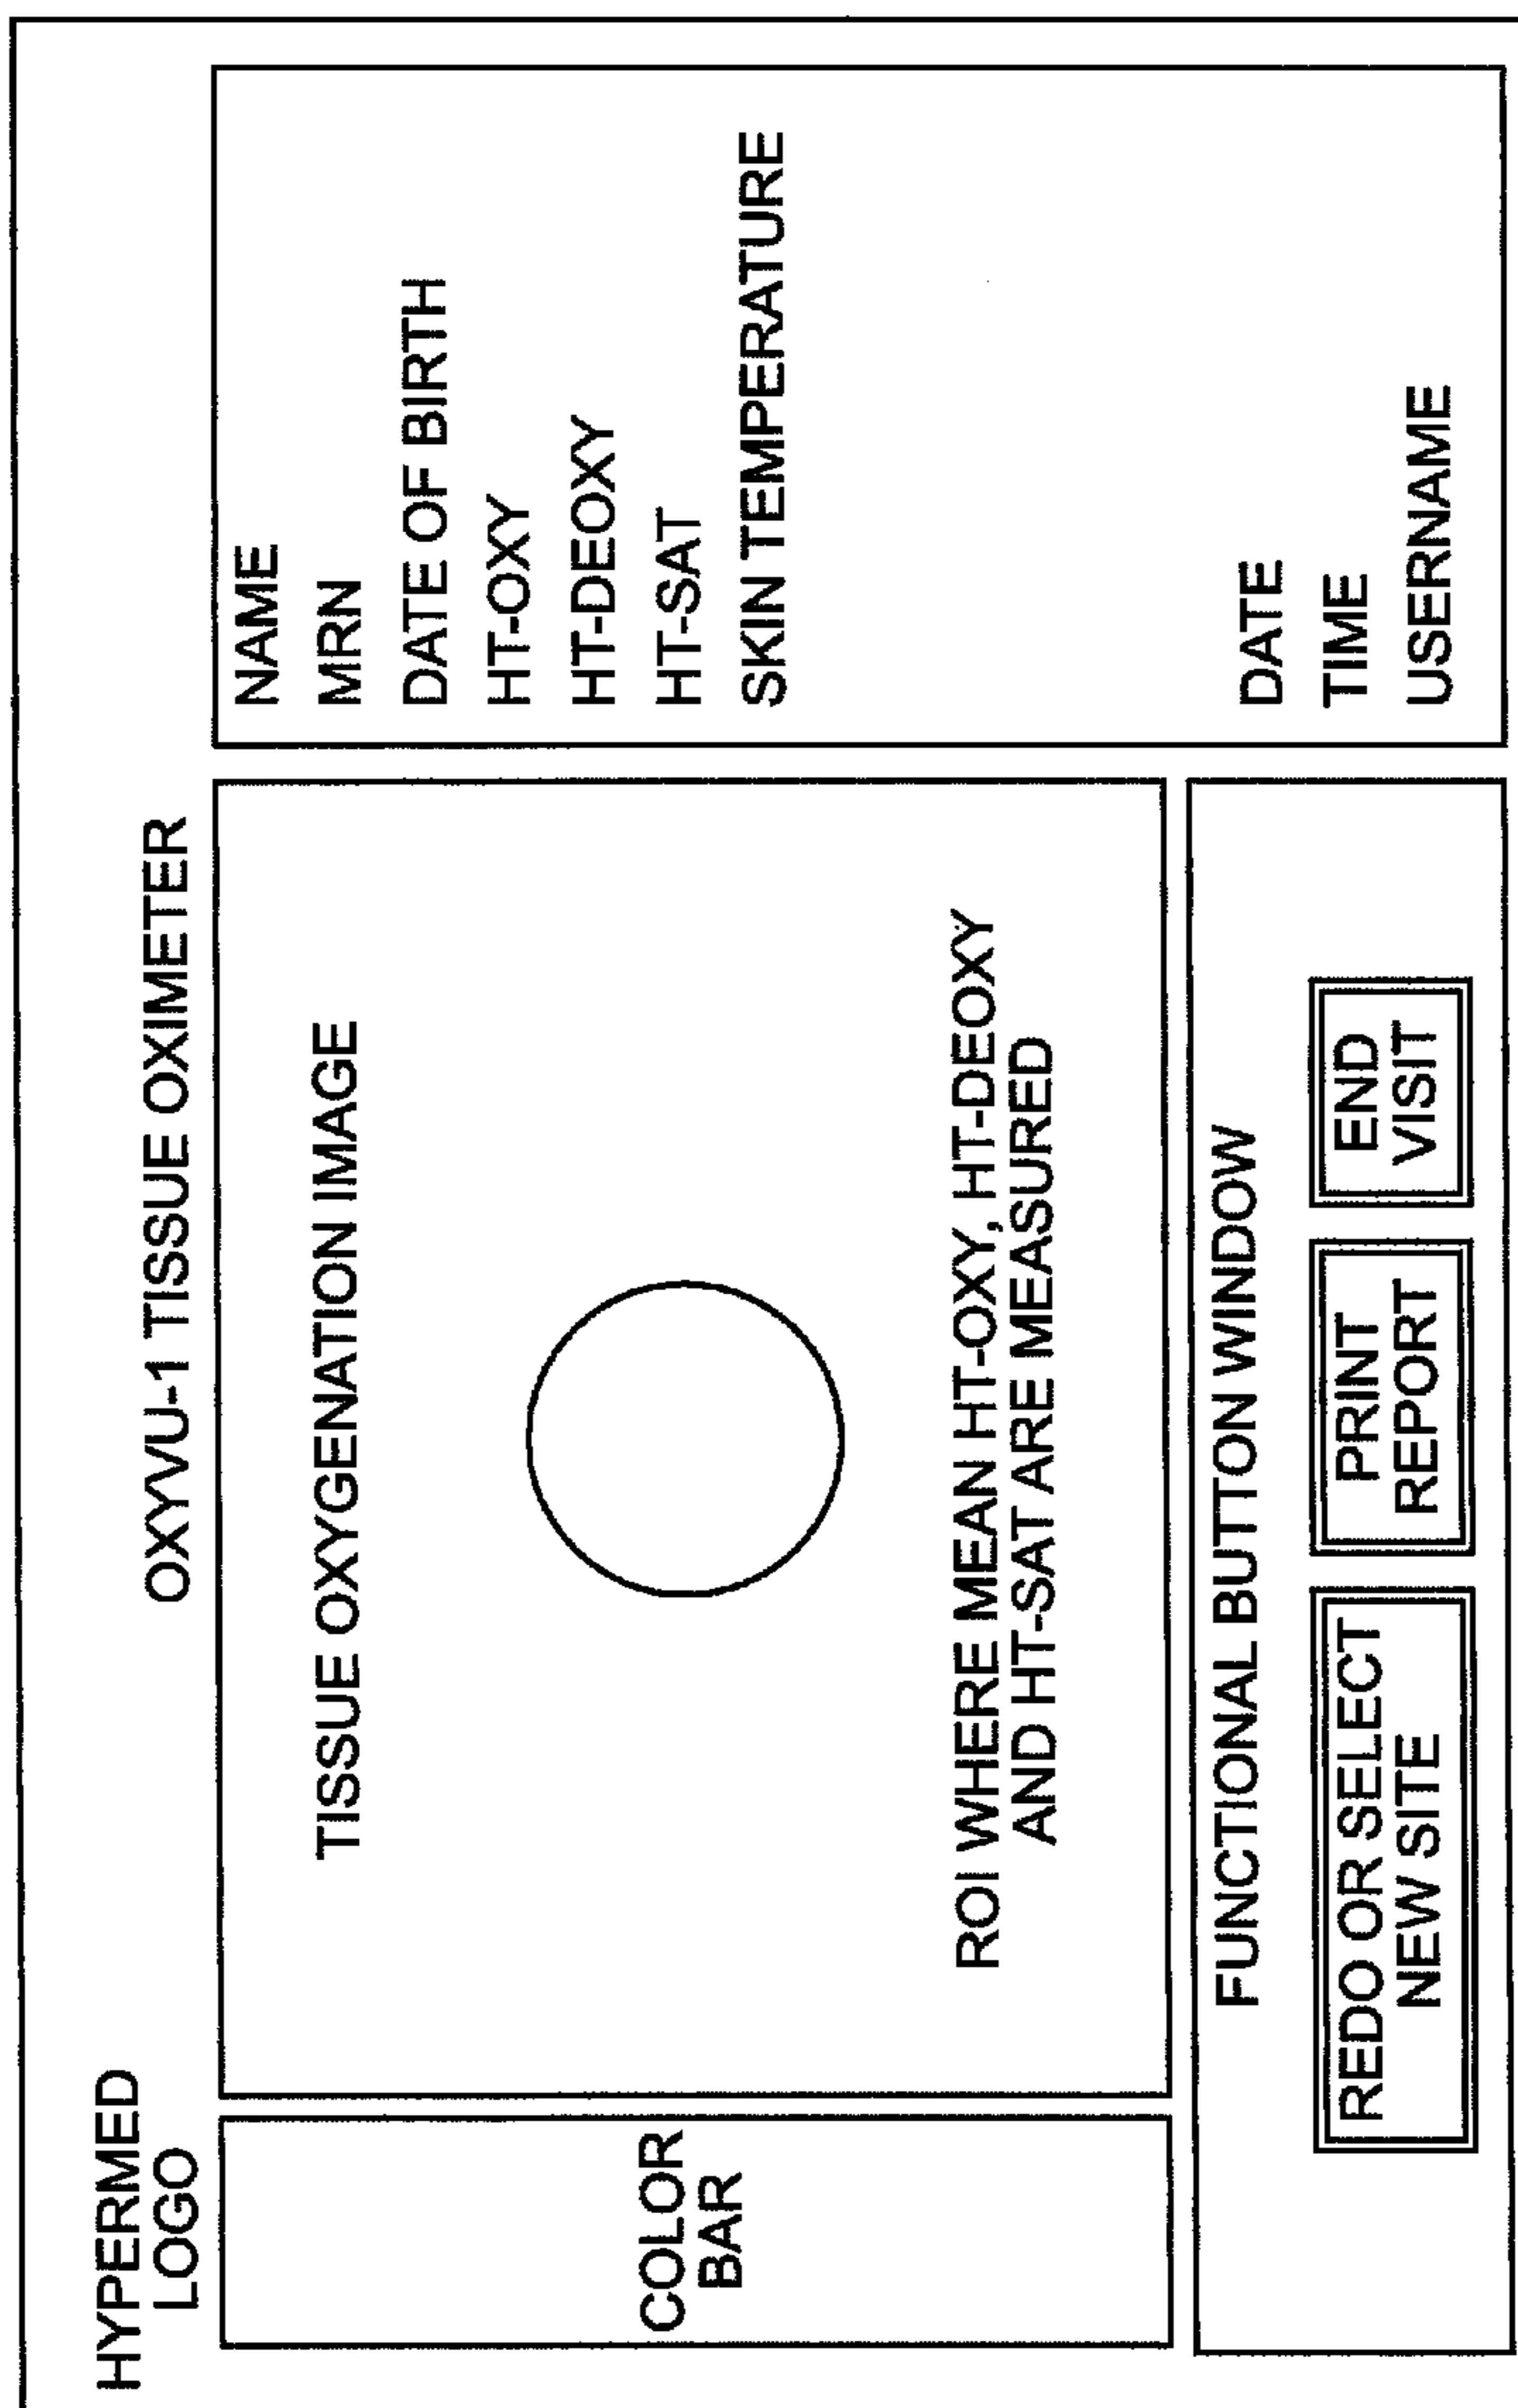 HYPERMED
LOGO
OXYVU-1 TISSUE OXIMETER
COLOR
BAR
TISSUE OXYGENATION IMAGE
ROI WHERE MEAN HT-OXY, HT-DEOXY
AND HT-SAT ARE MEASURED
NAME
MRN
DATE OF BIRTH
HT-OXY
HT-DEOXY
HT-SAT
SKIN TEMPERATURE
DATE
TIME
USERNAME
FUNCTIONAL BUTTON WINDOW
REDO OR SELECT
NEW SITE
PRINT
REPORT
END
VISIT